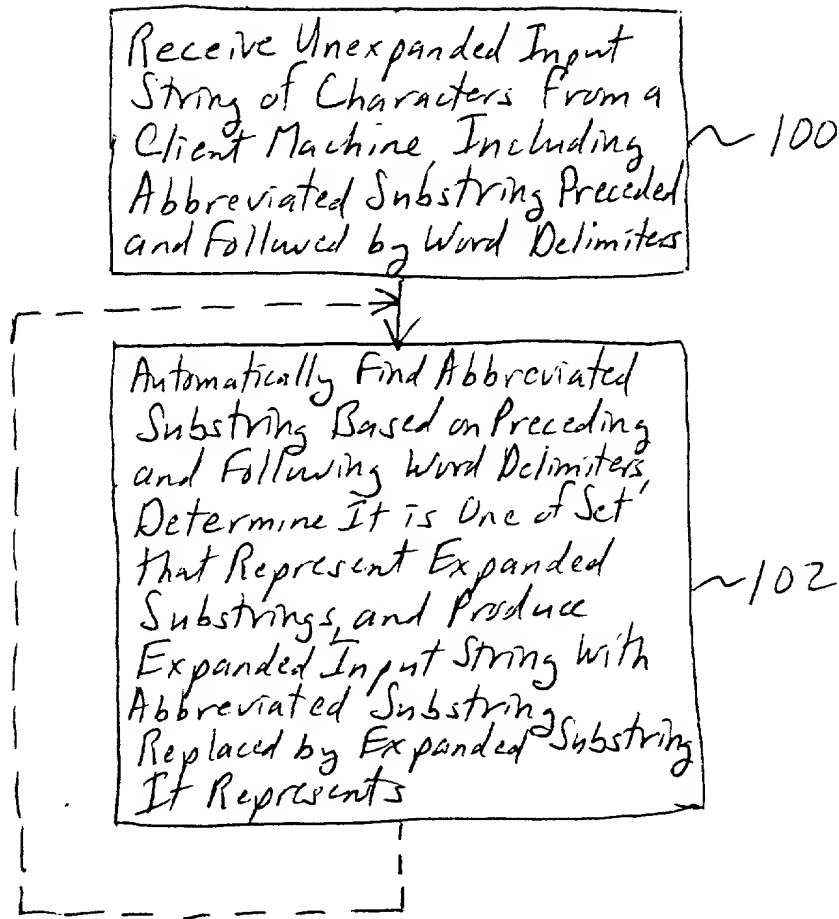 Receive Unexpanded Input
String of Characters From a
Client Machine, Including
Abbreviated Substring Preceded
and Followed by Word Delimiters
100
Automatically Find Abbreviated
Substring Based on Preceding
and Following Word Delimiters,
Determine It is One of Set
that Represent Expanded
Substrings, and Produce
Expanded Input String With
Abbreviated Substring
Replaced by Expanded Substring
It Represents
102